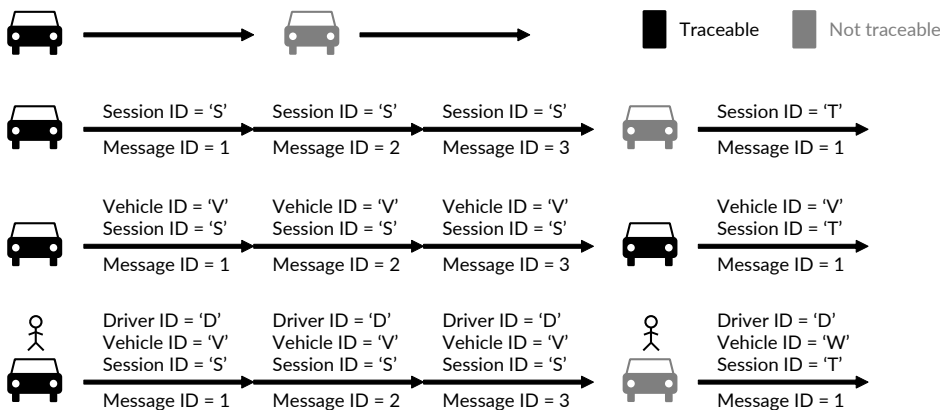 Traceable
Not traceable
Session ID = ‘S’
Session ID = ‘S’
Session ID = ‘S’
Session ID = ‘T’
Message ID = 1
Message ID = 2
Message ID = 3
Message ID = 1
Vehicle ID = ‘V’
Vehicle ID = ‘V’
Vehicle ID = ‘V’
Vehicle ID = ‘V’
Session ID = ‘S’
Session ID = ‘S’
Session ID = ‘S’
Session ID = ‘T’
Message ID = 1
Message ID = 2
Message ID = 3
Message ID = 1
Driver ID = ‘D’
Driver ID = ‘D’
Driver ID = ‘D’
Driver ID = ‘D’
Vehicle ID = ‘V’
Vehicle ID = ‘V’
Vehicle ID = ‘V’
Vehicle ID = ‘W’
Session ID = ‘S’
Session ID = ‘S’
Session ID = ‘S’
Session ID = ‘T’
Message ID = 1
Message ID = 2
Message ID = 3
Message ID = 1